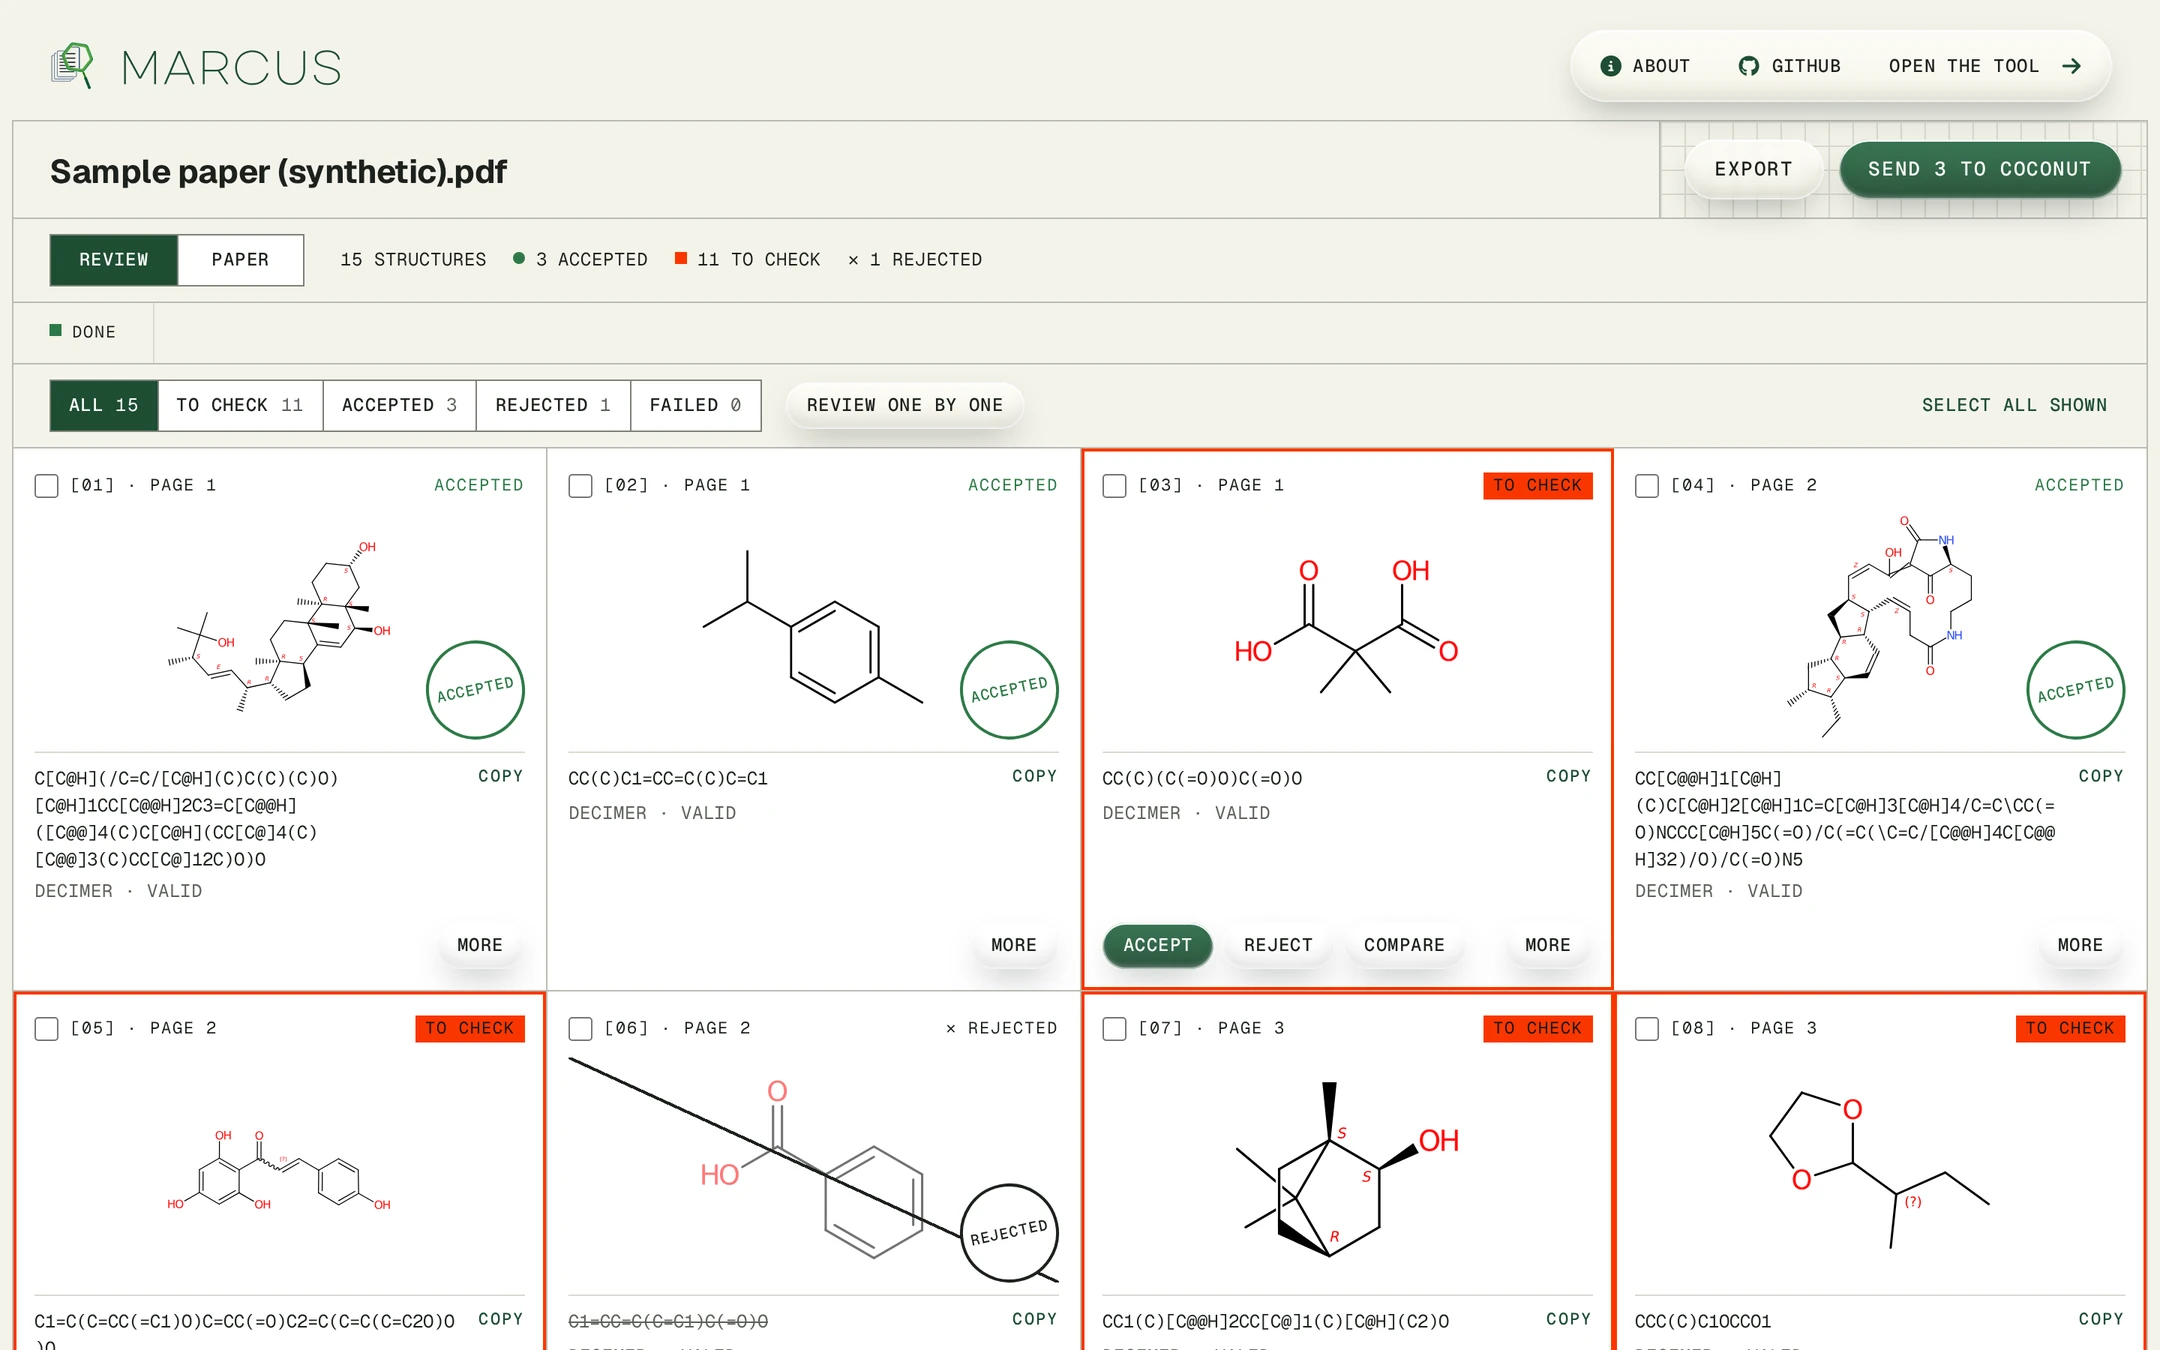 MARCUS
ABOUT GITHUB OPEN THE TOOL →
Sample paper (synthetic).pdf
EXPORT SEND 3 TO COCONUT
REVIEW PAPER 15 STRUCTURES 3 ACCEPTED 11 TO CHECK × 1 REJECTED
DONE
ALL 15 TO CHECK 11 ACCEPTED 3 REJECTED 1 FAILED 0 REVIEW ONE BY ONE SELECT ALL SHOWN
[01] · PAGE 1 ACCEPTED
OH
S
R
S
OH
S
S
OH
S
E
R
S
R
R
ACCEPTED
C[C@H](/C=C/[C@H](C)C(C)(C)O)
[C@H]1CC[C@@H]2C3=C[C@@H]
([C@@]4(C)C[C@H](CC[C@]4(C)
[C@@]3(C)CC[C@]12C)O)O
COPY
DECIMER · VALID
MORE
[02] · PAGE 1 ACCEPTED
ACCEPTED
CC(C)C1=CC=C(C)C=C1
COPY
DECIMER · VALID
MORE
[03] · PAGE 1 TO CHECK
O OH
HO O
CC(C)(C(=O)O)C(=O)O
COPY
DECIMER · VALID
ACCEPT REJECT COMPARE MORE
[04] · PAGE 2 ACCEPTED
O
NH
OH
Z
S
O
S
Z
S
R
R
NH
R
O
S
R
R
ACCEPTED
CC[C@@H]1[C@H]
(C)C[C@H]2[C@H]1C=C[C@H]3[C@H]4/C=C\CC(=
O)NCCC[C@H]5C(=O)/C(=C(\C=C/[C@@H]4C[C@@
H]32)/O)/C(=O)N5
COPY
DECIMER · VALID
MORE
[05] · PAGE 2 TO CHECK
OH O
(?)
HO OH OH
C1=C(C=CC(=C1)O)C=CC(=O)C2=C(C=C(C=C2O)O
)O
COPY
[06] · PAGE 2 × REJECTED
O
HO
REJECTED
C1=CC=C(C=C1)C(=O)O
COPY
DECIMER · VALID
[07] · PAGE 3 TO CHECK
S OH
S
R
CC1(C)[C@@H]2CC[C@]1(C)[C@H](C2)O
COPY
DECIMER · VALID
[08] · PAGE 3 TO CHECK
O
O
(?)
CCC(C)C1OCCO1
COPY
DECIMER · VALID